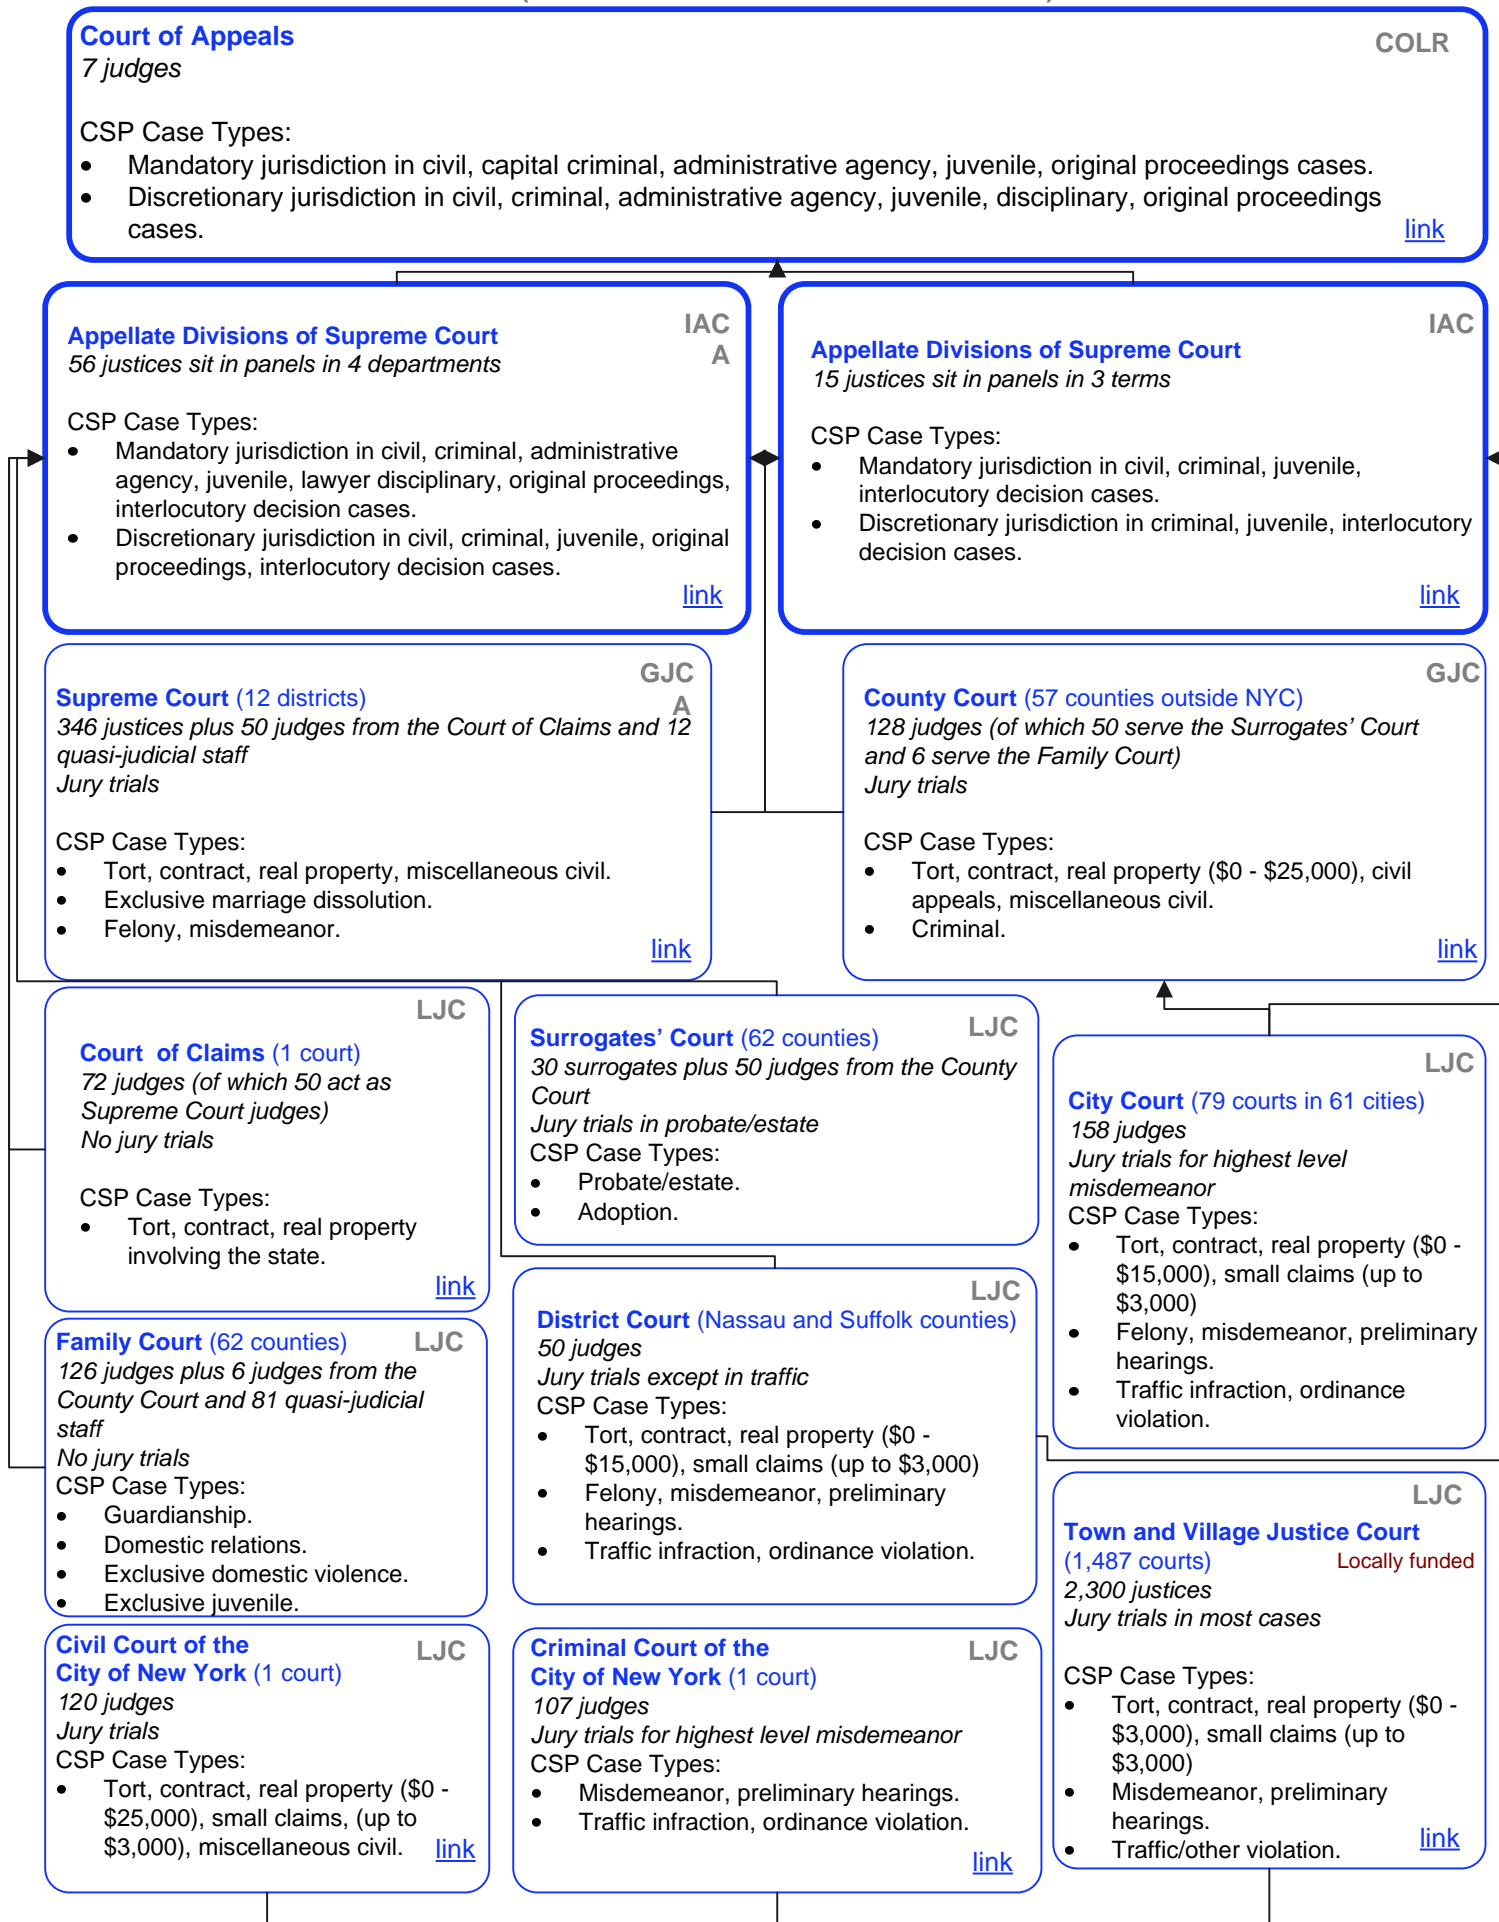 Court of Appeals
COLR
7 judges
CSP Case Types:
• Mandatory jurisdiction in civil, capital criminal, administrative agency, juvenile, original proceedings cases.
• Discretionary jurisdiction in civil, criminal, administrative agency, juvenile, disciplinary, original proceedings
cases.
link
IAC
A
Appellate Divisions of Supreme Court
56 justices sit in panels in 4 departments
CSP Case Types:
• Mandatory jurisdiction in civil, criminal, administrative
agency, juvenile, lawyer disciplinary, original proceedings,
interlocutory decision cases.
• Discretionary jurisdiction in civil, criminal, juvenile, original
proceedings, interlocutory decision cases.
link
IAC
Appellate Divisions of Supreme Court
15 justices sit in panels in 3 terms
CSP Case Types:
• Mandatory jurisdiction in civil, criminal, juvenile,
interlocutory decision cases.
• Discretionary jurisdiction in criminal, juvenile, interlocutory
decision cases.
link
GJC
A
Supreme Court (12 districts)
346 justices plus 50 judges from the Court of Claims and 12
quasi-judicial staff
Jury trials
CSP Case Types:
• Tort, contract, real property, miscellaneous civil.
• Exclusive marriage dissolution.
• Felony, misdemeanor.
link
GJC
County Court (57 counties outside NYC)
128 judges (of which 50 serve the Surrogates’ Court
and 6 serve the Family Court)
Jury trials
CSP Case Types:
• Tort, contract, real property ($0 - $25,000), civil
appeals, miscellaneous civil.
• Criminal.
link
LJC
Court of Claims (1 court)
72 judges (of which 50 act as
Supreme Court judges)
No jury trials
CSP Case Types:
• Tort, contract, real property
involving the state.
link
LJC
Surrogates’ Court (62 counties)
30 surrogates plus 50 judges from the County
Court
Jury trials in probate/estate
CSP Case Types:
• Probate/estate.
• Adoption.
LJC
City Court (79 courts in 61 cities)
158 judges
Jury trials for highest level
misdemeanor
CSP Case Types:
• Tort, contract, real property ($0 -
$15,000), small claims (up to
$3,000)
• Felony, misdemeanor, preliminary
hearings.
• Traffic infraction, ordinance
violation.
Family Court (62 counties) LJC
126 judges plus 6 judges from the
County Court and 81 quasi-judicial
staff
No jury trials
CSP Case Types:
• Guardianship.
• Domestic relations.
• Exclusive domestic violence.
• Exclusive juvenile.
LJC
District Court (Nassau and Suffolk counties)
50 judges
Jury trials except in traffic
CSP Case Types:
• Tort, contract, real property ($0 -
$15,000), small claims (up to $3,000)
• Felony, misdemeanor, preliminary
hearings.
• Traffic infraction, ordinance violation.
LJC
Town and Village Justice Court
(1,487 courts) Locally funded
2,300 justices
Jury trials in most cases
CSP Case Types:
• Tort, contract, real property ($0 -
$3,000), small claims (up to
$3,000)
• Misdemeanor, preliminary
hearings.
• Traffic/other violation.
link
Civil Court of the
City of New York (1 court)
LJC
120 judges
Jury trials
CSP Case Types:
• Tort, contract, real property ($0 -
$25,000), small claims, (up to
$3,000), miscellaneous civil.
link
Criminal Court of the
City of New York (1 court)
LJC
107 judges
Jury trials for highest level misdemeanor
CSP Case Types:
• Misdemeanor, preliminary hearings.
• Traffic infraction, ordinance violation.
link